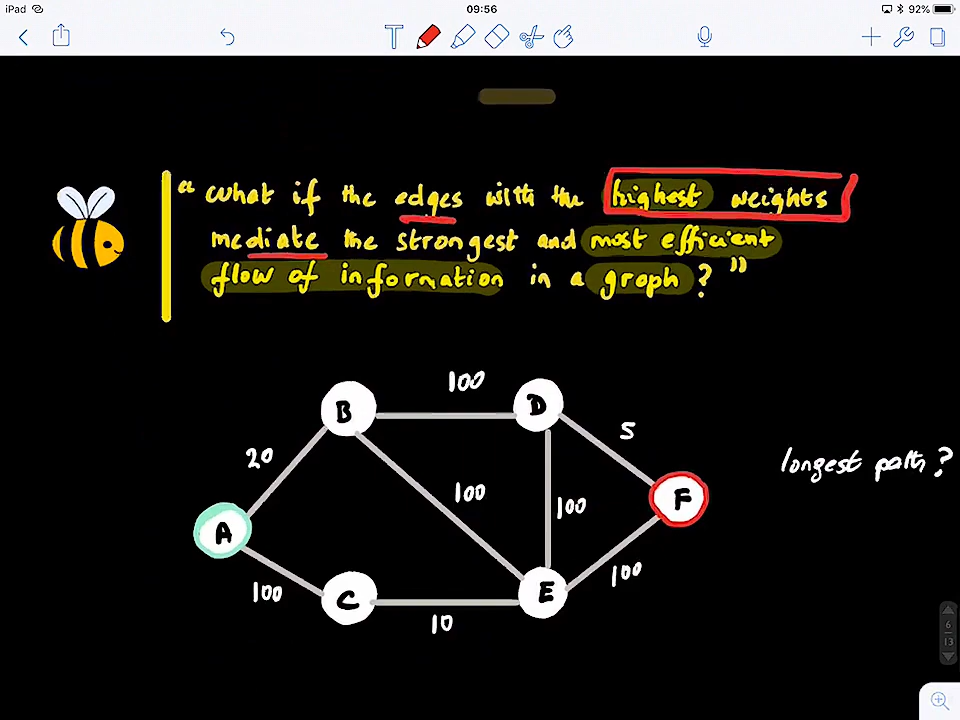 iPad
09:56
92%
T
"What if the edges with the highest weights
mediate the strongest and most efficient
flow of information in a graph?"
100
B
D
5
20
longest path?
100
100
F
A
100
E
100
C
10
6
13